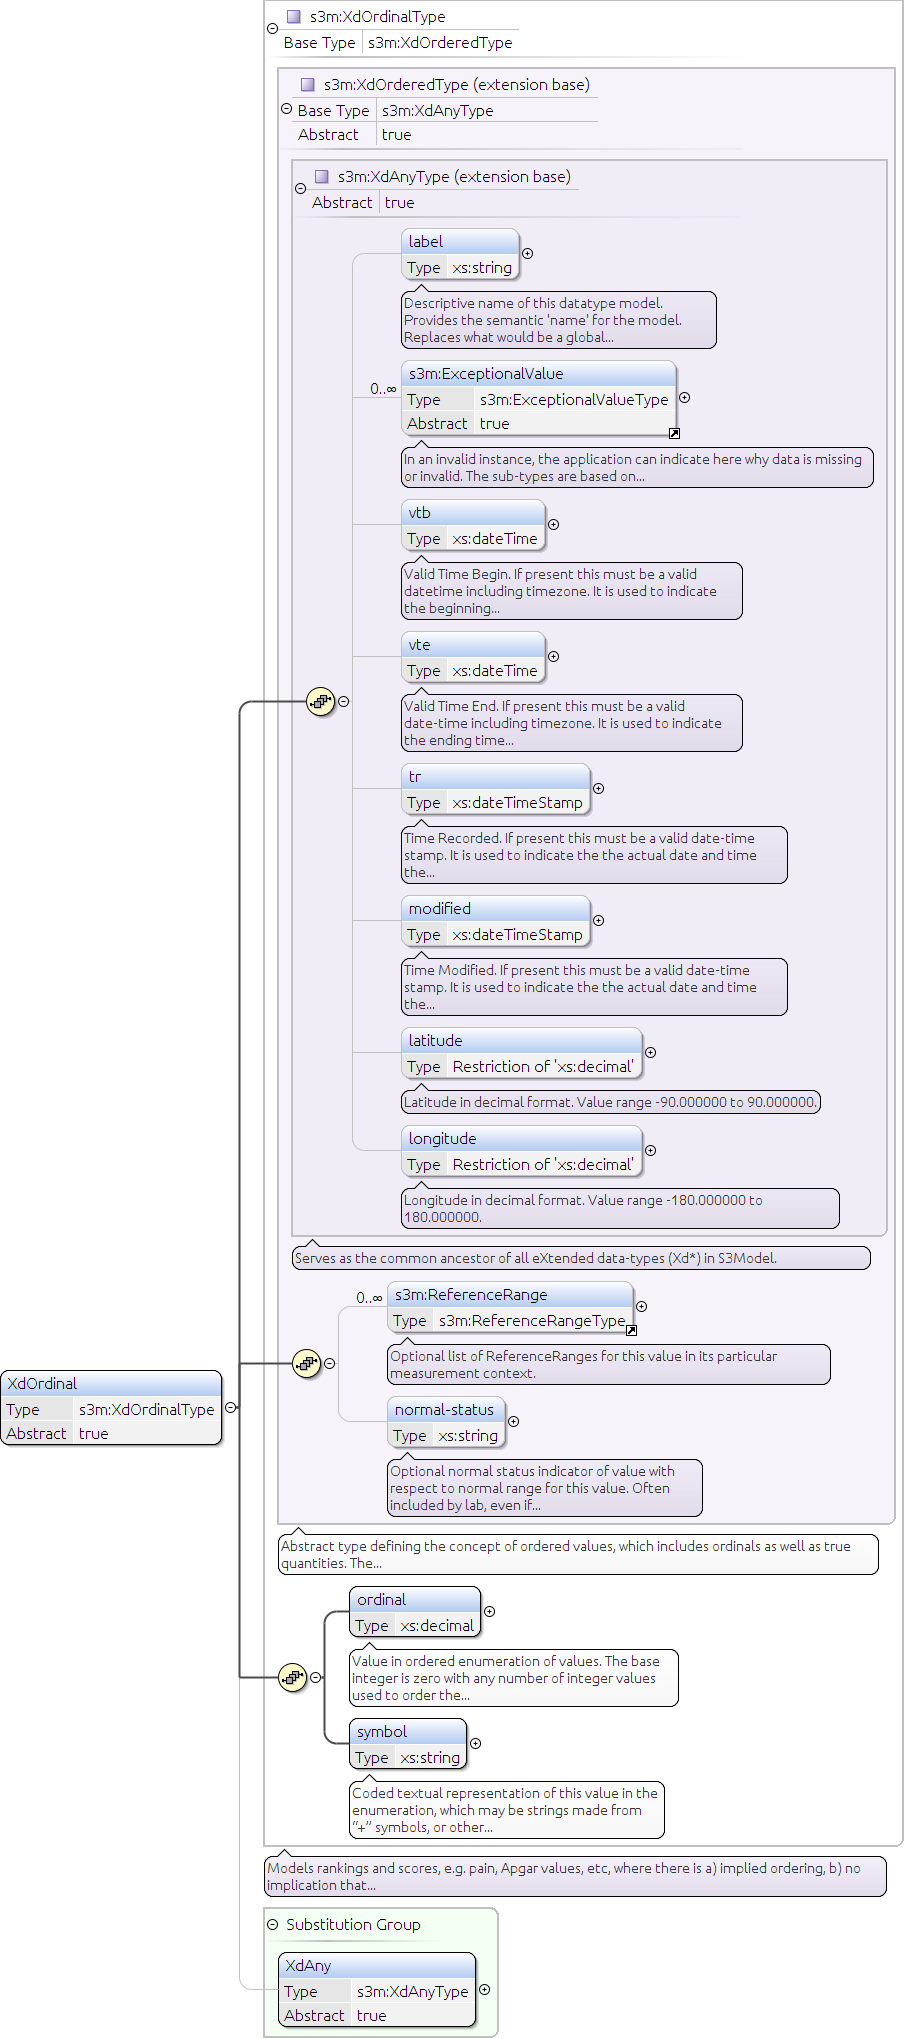 s3m:XdOrdinalType
Base Type s3m:XdOrderedType
s3m:XdOrderedType (extension base)
Base Type s3m:XdAnyType
Abstract true
s3m:XdAnyType (extension base)
Abstract true
label
Type xs:string
Descriptive name of this datatype model.
Provides the semantic 'name' for the model.
Replaces what would be a global...
0..∞
s3m:ExceptionalValue
Type s3m:ExceptionalValueType
Abstract true
In an invalid instance, the application can indicate here why data is missing
or invalid. The sub-types are based on...
vtb
Type xs:dateTime
Valid Time Begin. If present this must be a valid
datetime including timezone. It is used to indicate
the beginning...
vte
Type xs:dateTime
Valid Time End. If present this must be a valid
date-time including timezone. It is used to indicate
the ending time...
tr
Type xs:dateTimeStamp
Time Recorded. If present this must be a valid date-time
stamp. It is used to indicate the the actual date and time
the...
modified
Type xs:dateTimeStamp
Time Modified. If present this must be a valid date-time
stamp. It is used to indicate the the actual date and time
the...
latitude
Type Restriction of 'xs:decimal'
Latitude in decimal format. Value range -90.000000 to 90.000000.
longitude
Type Restriction of 'xs:decimal'
Longitude in decimal format. Value range -180.000000 to
180.000000.
Serves as the common ancestor of all eXtended data-types (Xd*) in S3Model.
0..∞
s3m:ReferenceRange
Type s3m:ReferenceRangeType
Optional list of ReferenceRanges for this value in its particular
measurement context.
XdOrdinal
Type s3m:XdOrdinalType
Abstract true
normal-status
Type xs:string
Optional normal status indicator of value with
respect to normal range for this value. Often
included by lab, even if...
Abstract type defining the concept of ordered values, which includes ordinals as well as true
quantities. The...
ordinal
Type xs:decimal
Value in ordered enumeration of values. The base
integer is zero with any number of integer values
used to order the...
symbol
Type xs:string
Coded textual representation of this value in the
enumeration, which may be strings made from
“+” symbols, or other...
Models rankings and scores, e.g. pain, Apgar values, etc, where there is a) implied ordering, b) no
implication that...
Substitution Group
XdAny
Type s3m:XdAnyType
Abstract true